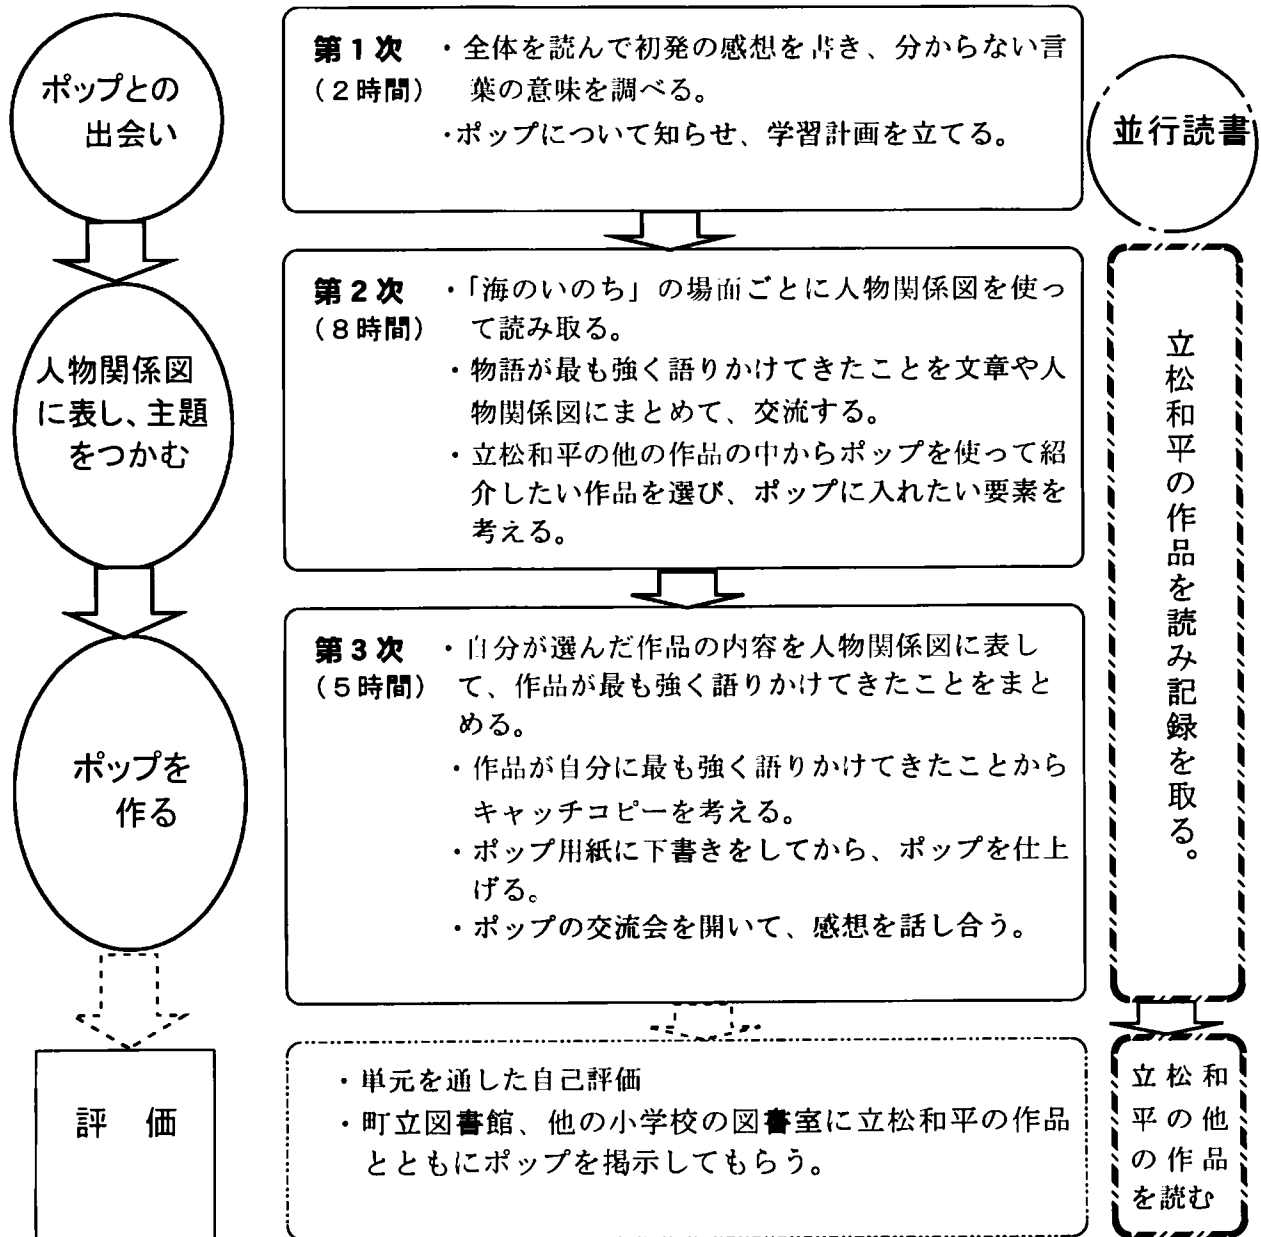 ポップとの
出会い
第1次 ・全体を読んで初発の感想を書き、分からない言
(2時間) 葉の意味を調べる。
・ポップについて知らせ、学習計画を立てる。
並行読書
人物関係図
に表し、主題
をつかむ
第2次 ・「海のいのち」の場面ごとに人物関係図を使っ
(8時間) て読み取る。
・物語が最も強く語りかけてきたことを文章や人
物関係図にまとめて、交流する。
・立松和平の他の作品の中からポップを使って紹
介したい作品を選び、ポップに入れたい要素を
考える。
立松和平の作品を読み記録を取る。
ポップを
作る
第3次 ・自分が選んだ作品の内容を人物関係図に表し
(5時間) て、作品が最も強く語りかけてきたことをまと
める。
・作品が自分に最も強く語りかけてきたことから
キャッチコピーを考える。
・ポップ用紙に下書きをしてから、ポップを仕上
げる。
・ポップの交流会を開いて、感想を話し合う。
評 価
・単元を通した自己評価
・町立図書館、他の小学校の図書室に立松和平の作品
とともにポップを掲示してもらう。
立松和
平の他
の作品
を読む